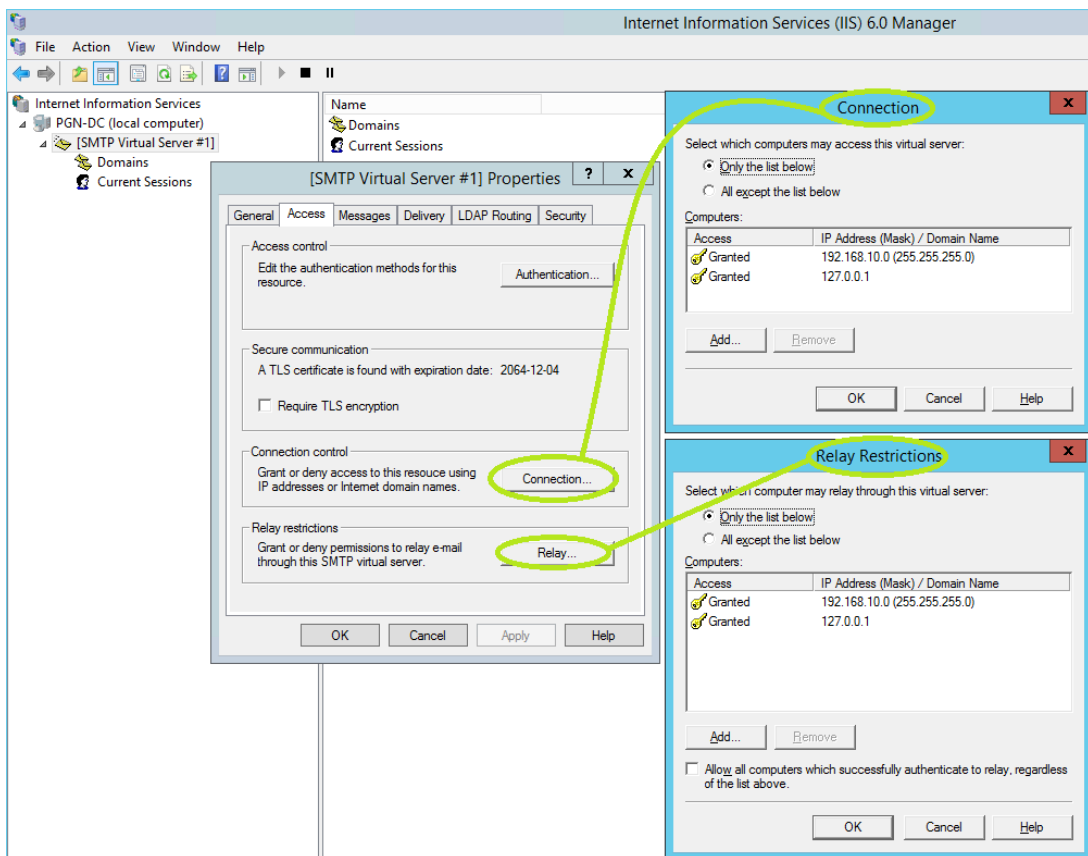 Internet Information Services (IIS) 6.0 Manager
File Action View Window Help
Internet Information Services
PGN-DC (local computer)
[SMTP Virtual Server #1]
Domains
Current Sessions
Name
Domains
Current Sessions
[SMTP Virtual Server #1] Properties ? x
General Access Messages Delivery LDAP Routing Security
Access control
Edit the authentication methods for this
resource.
Authentication...
Secure communication
A TLS certificate is found with expiration date: 2064-12-04
Require TLS encryption
Connection control
Grant or deny access to this resouce using
IP addresses or Internet domain names.
Connection...
Relay restrictions
Grant or deny permissions to relay e-mail
through this SMTP virtual server.
Relay...
OK Cancel Apply Help
Connection x
Select which computers may access this virtual server:
Only the list below
All except the list below
Computers:
Access IP Address (Mask) / Domain Name
Granted 192.168.10.0 (255.255.255.0)
Granted 127.0.0.1
Add... Remove
OK Cancel Help
Relay Restrictions x
Select which computer may relay through this virtual server:
Only the list below
All except the list below
Computers:
Access IP Address (Mask) / Domain Name
Granted 192.168.10.0 (255.255.255.0)
Granted 127.0.0.1
Add... Remove
Allow all computers which successfully authenticate to relay, regardless
of the list above.
OK Cancel Help